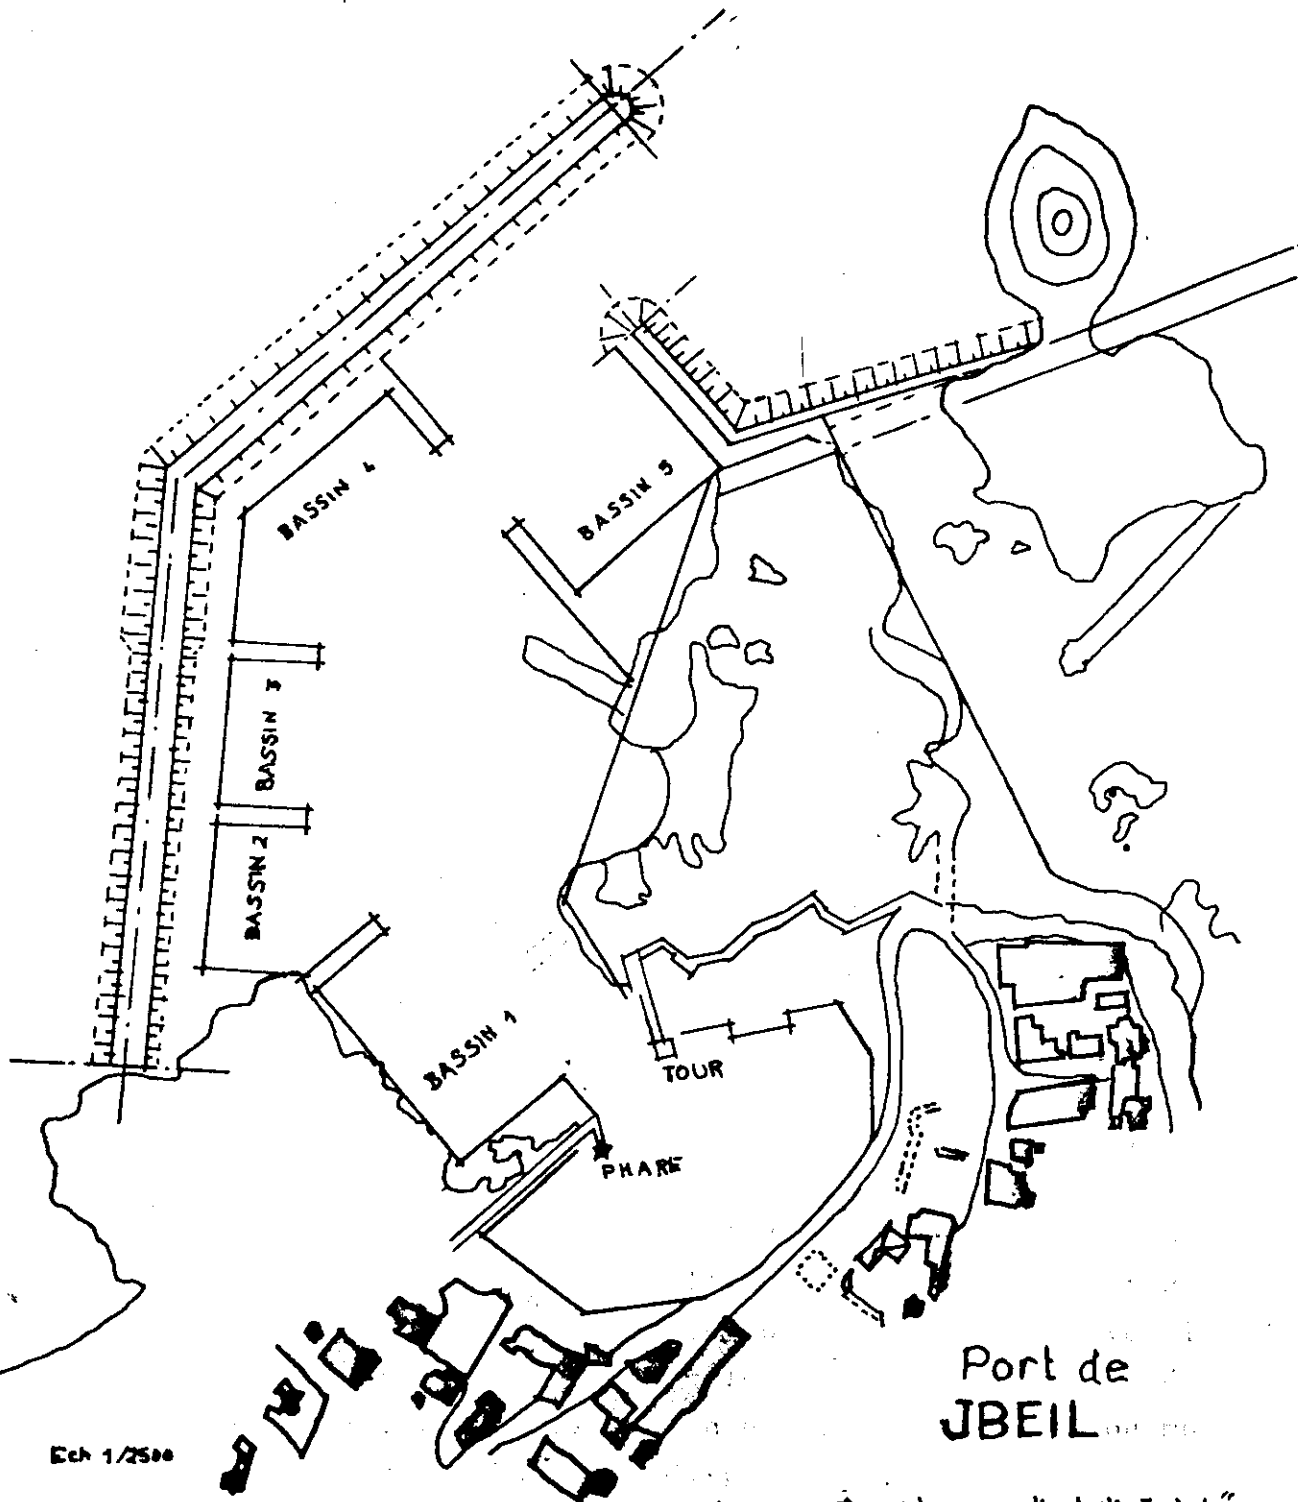 BASSIN 4
BASSIN 5
BASSIN 3
BASSIN 2
BASSIN 1
TOUR
PHARE
Port de
JBEIL
Ech 1/2500